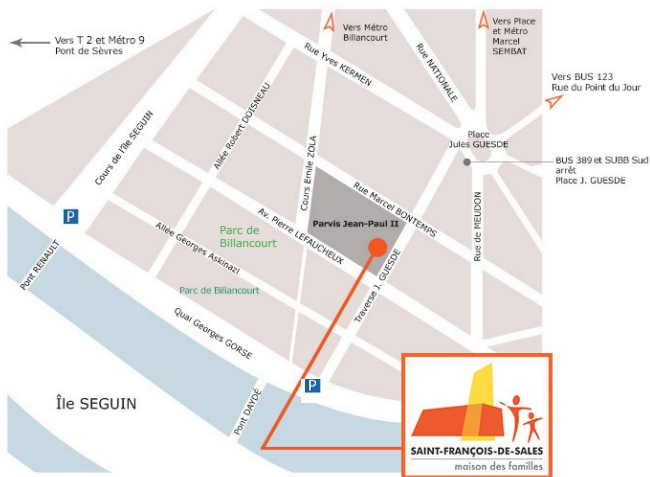 Vers T 2 et Métro 9
Pont de Sèvres
Vers Métro
Billancourt
Vers Place
et Métro
Marcel
SEMBAT
Rue Yves KERMEN
Rue NATIONALE
Vers BUS 123
Rue du Point du Jour
Allée Robert DOISNEAU
Cours de l'île SEGUIN
Cours Emile ZOLA
Place
Jules GUESDE
BUS 389 et SUBB Sud
arrêt
Place J. GUESDE
Rue Marcel BONTEMPS
Parvis Jean-Paul II
Av. Pierre LEFAUCHEUX
Rue de MEUDON
P
Parc de
Billancourt
Allée Georges Askinazi
Pont RENAULT
Parc de Billancourt
Traverse J. GUESDE
Quai Georges GORSE
P
Île SEGUIN
Pont DAYDÉ
SAINT-FRANÇOIS-DE-SALES
maison des familles